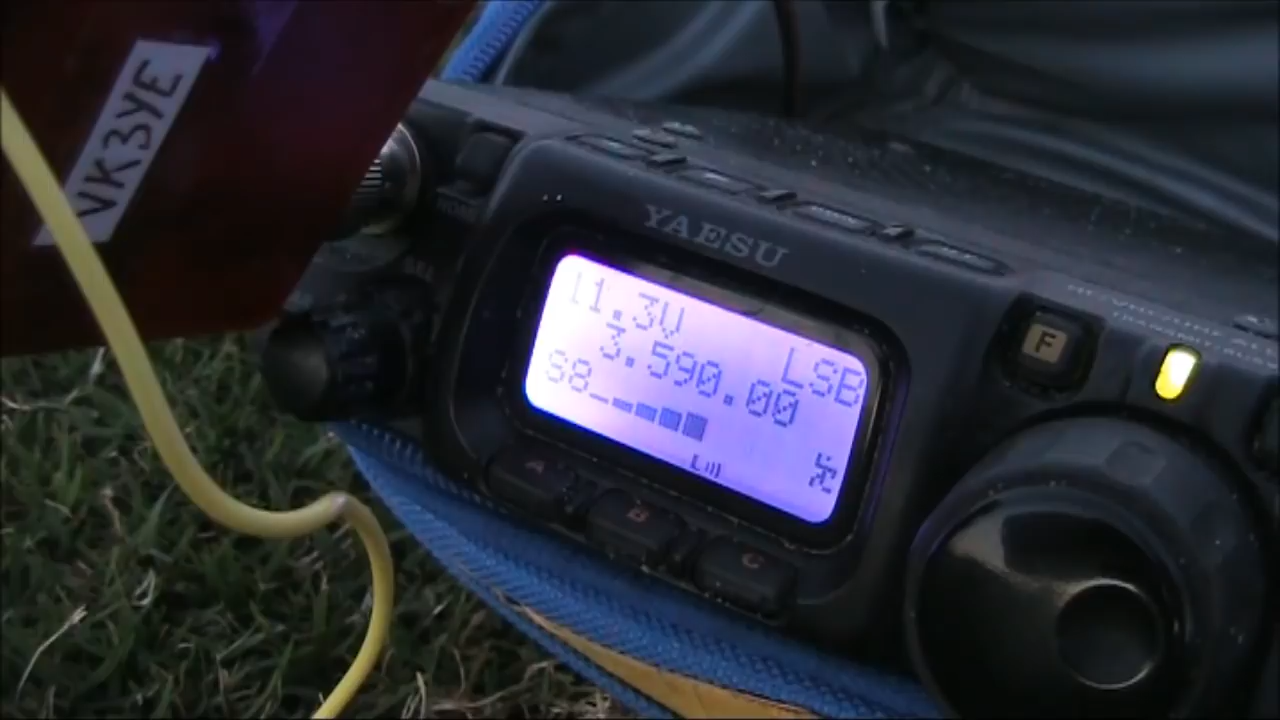 VK3YE
YAESU
11.3V
3.590.00 LSB
S8
F
A
B
C